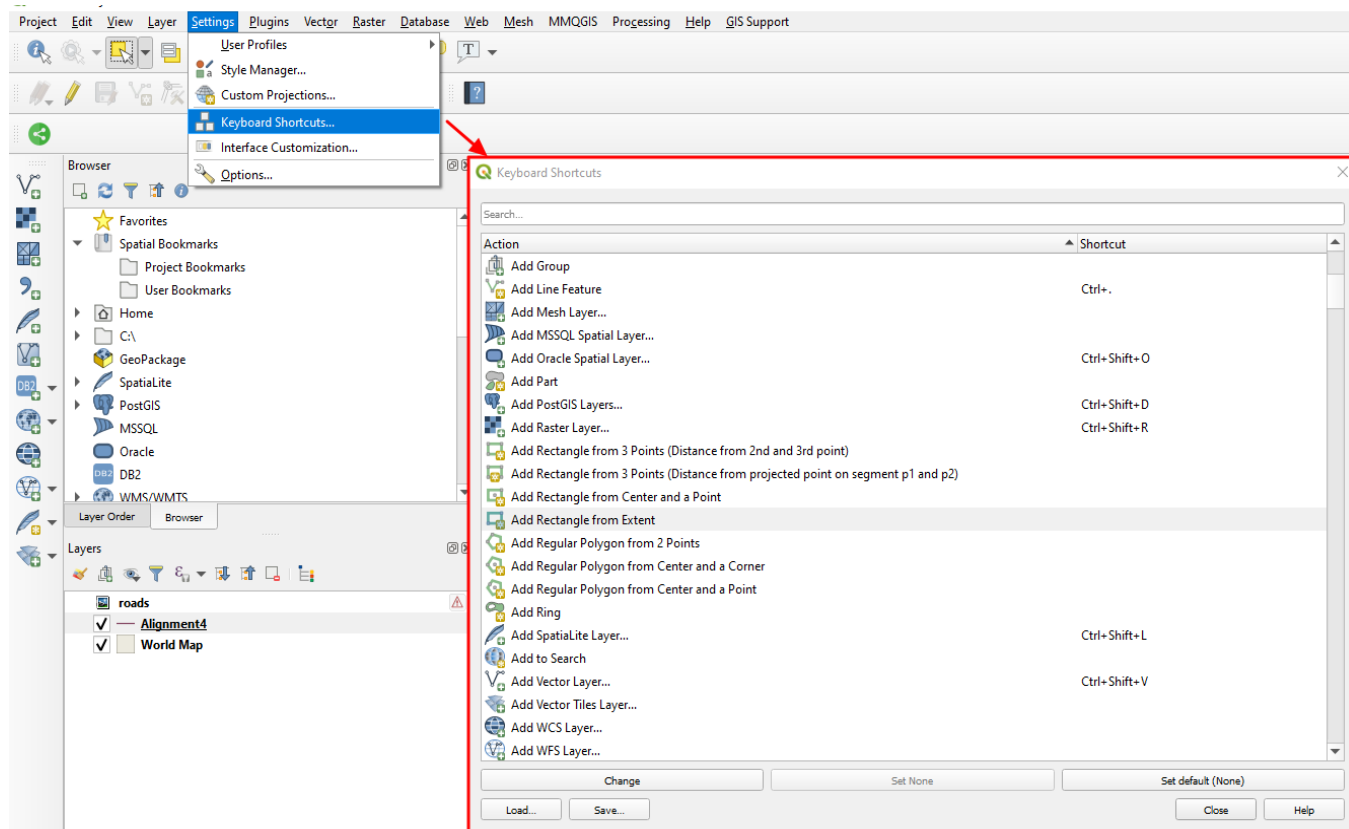 Project Edit View Layer Settings Plugins Vector Raster Database Web Mesh MMQGIS Processing Help GIS Support
User Profiles
Style Manager...
Custom Projections...
Keyboard Shortcuts...
Interface Customization...
Options...
T
?
Browser
Favorites
Spatial Bookmarks
Project Bookmarks
User Bookmarks
Home
C:\
GeoPackage
SpatiaLite
PostGIS
MSSQL
Oracle
DB2 DB2
WMS/WMTS
DB2
Layer Order Browser
Layers
roads
Alignment4
World Map
Keyboard Shortcuts
Search...
Action Shortcut
Add Group
Add Line Feature Ctrl+.
Add Mesh Layer...
Add MSSQL Spatial Layer...
Add Oracle Spatial Layer... Ctrl+Shift+O
Add Part
Add PostGIS Layers... Ctrl+Shift+D
Add Raster Layer... Ctrl+Shift+R
Add Rectangle from 3 Points (Distance from 2nd and 3rd point)
Add Rectangle from 3 Points (Distance from projected point on segment p1 and p2)
Add Rectangle from Center and a Point
Add Rectangle from Extent
Add Regular Polygon from 2 Points
Add Regular Polygon from Center and a Corner
Add Regular Polygon from Center and a Point
Add Ring
Add SpatiaLite Layer... Ctrl+Shift+L
Add to Search
Add Vector Layer... Ctrl+Shift+V
Add Vector Tiles Layer...
Add WCS Layer...
Add WFS Layer...
Change Set None Set default (None)
Load... Save... Close Help